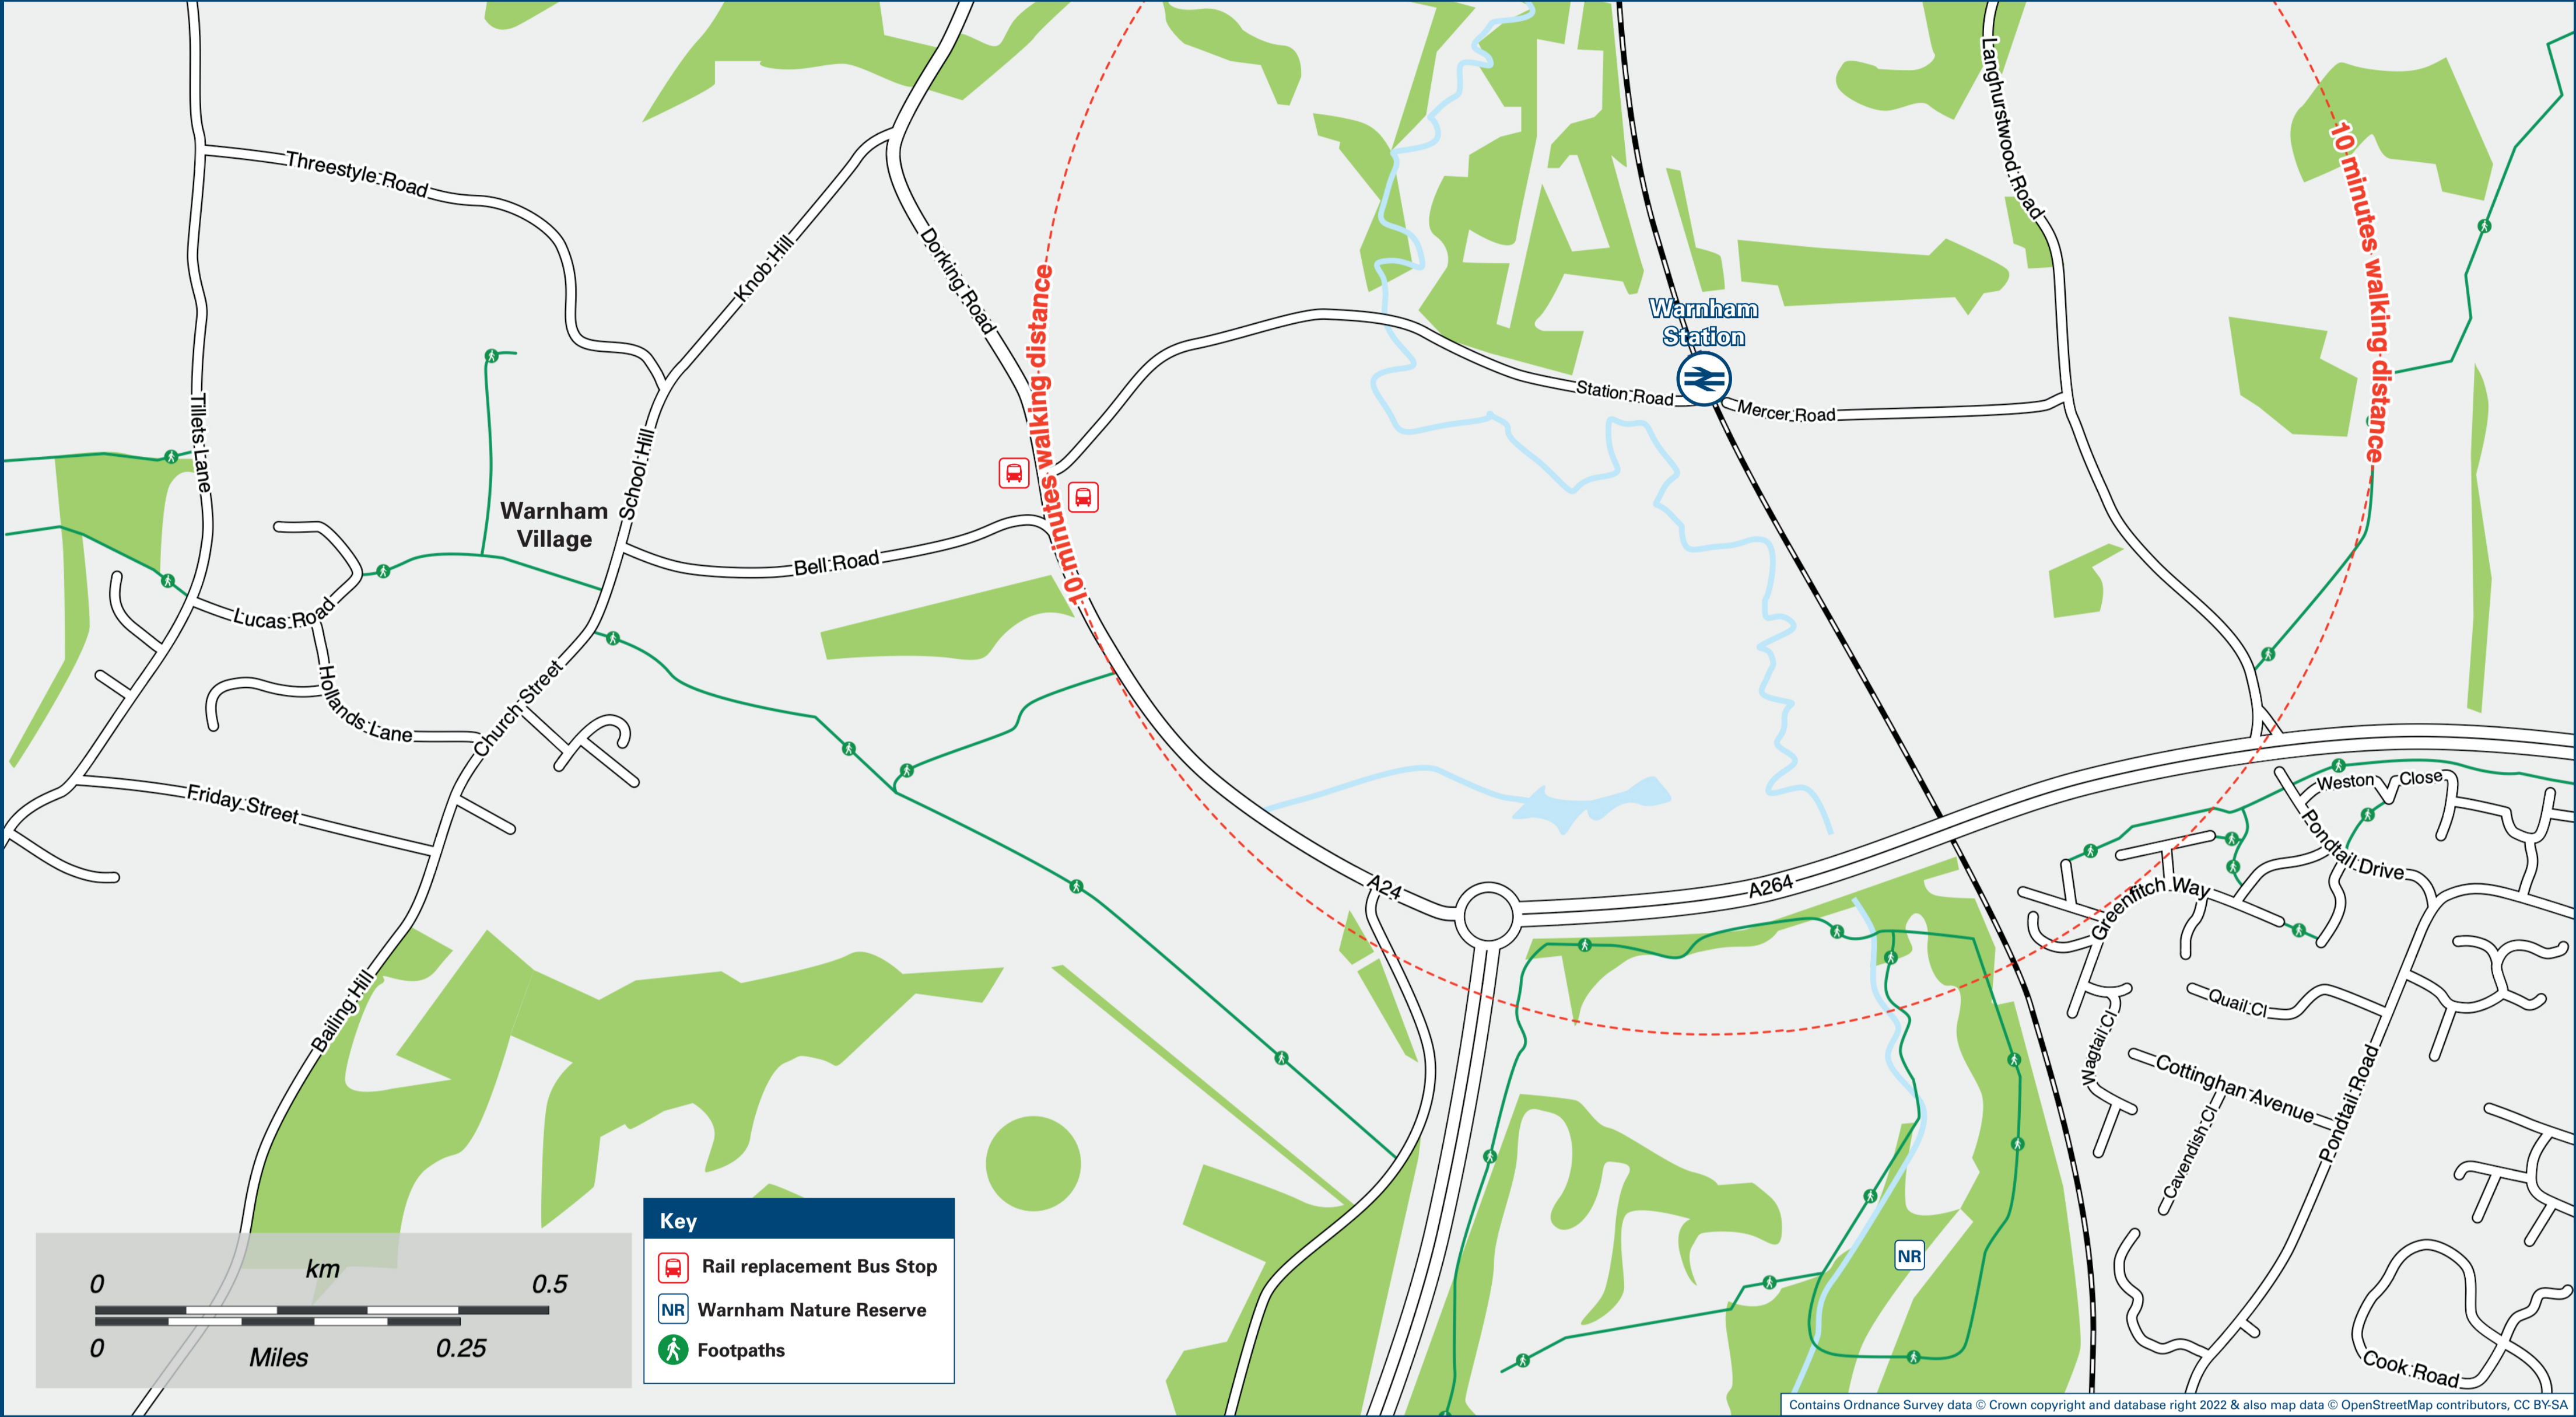 Langhurstwood Road
10 minutes walking distance
Threestyle Road
Knob Hill
Dorking Road
10 minutes walking distance
Warnham
Station
Station Road
Mercer Road
Tillets Lane
School Hill
Warnham
Village
Bell Road
Lucas Road
Hollands Lane
Church Street
Friday Street
Weston Close
Pondtail Drive
A24
A264
Greenfitch Way
Bailing Hill
Quail Cl
Wagtail Cl
Cottinghan Avenue
Cavendish Cl
Pondtail Road
NR
Cook Road
0 km 0.5
0 Miles 0.25
Key
Rail replacement Bus Stop
NR Warnham Nature Reserve
Footpaths
Contains Ordnance Survey data © Crown copyright and database right 2022 & also map data © OpenStreetMap contributors, CC BY-SA